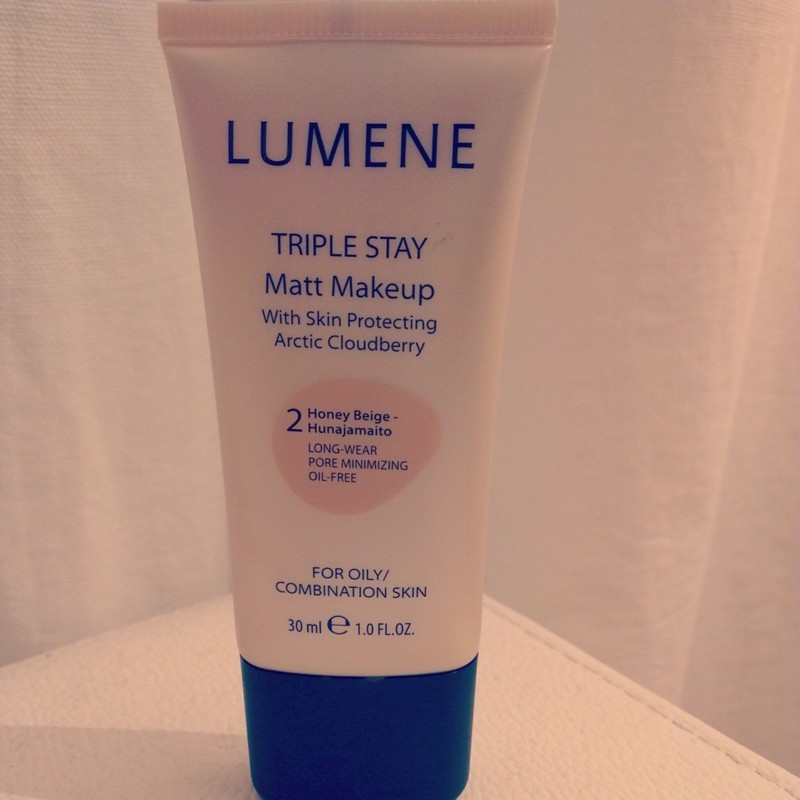 LUMENE
TRIPLE STAY
Matt Makeup
With Skin Protecting
Arctic Cloudberry
2 Honey Beige -
Hunajamaito
LONG-WEAR
PORE MINIMIZING
OIL-FREE
FOR OILY/
COMBINATION SKIN
30 ml ℮ 1.0 FL.OZ.